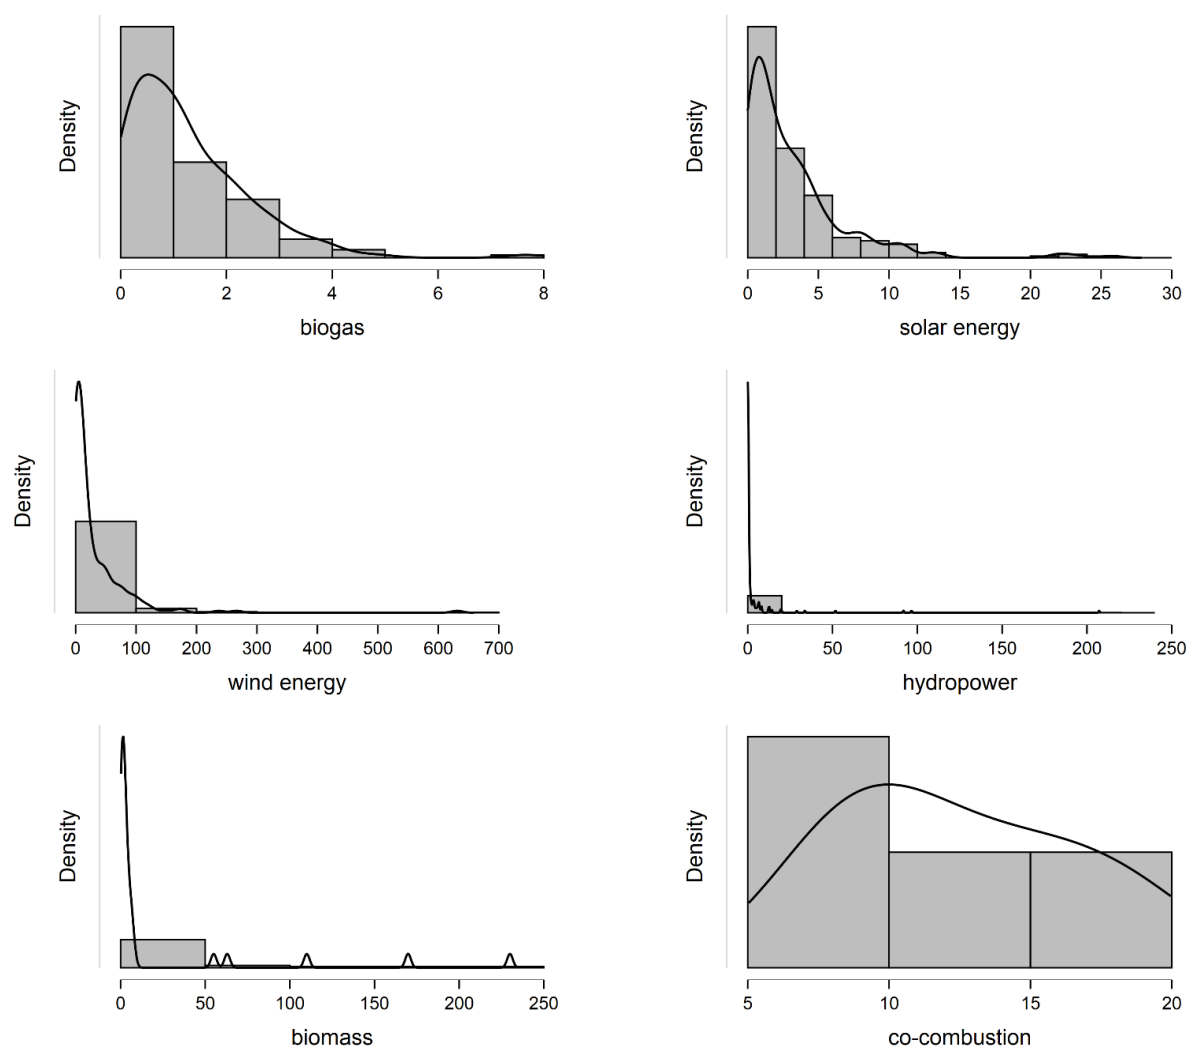 Density
0 2 4 6 8
biogas
Density
0 5 10 15 20 25 30
solar energy
Density
0 100 200 300 400 500 600 700
wind energy
Density
0 50 100 150 200 250
hydropower
Density
0 50 100 150 200 250
biomass
Density
5 10 15 20
co-combustion